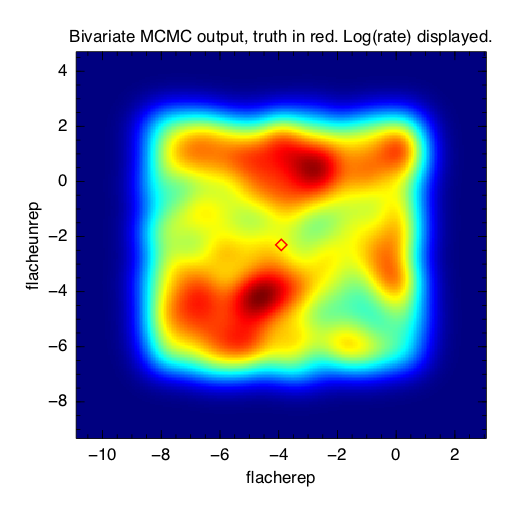 Bivariate MCMC output, truth in red. Log(rate) displayed.
4
2
0
−2
−4
−6
−8
flacheunrep
−10 −8 −6 −4 −2 0 2
flacherep